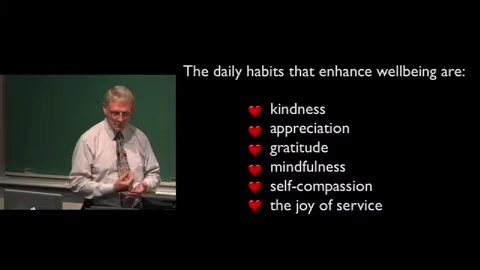 The daily habits that enhance wellbeing are:
kindness
appreciation
gratitude
mindfulness
self-compassion
the joy of service